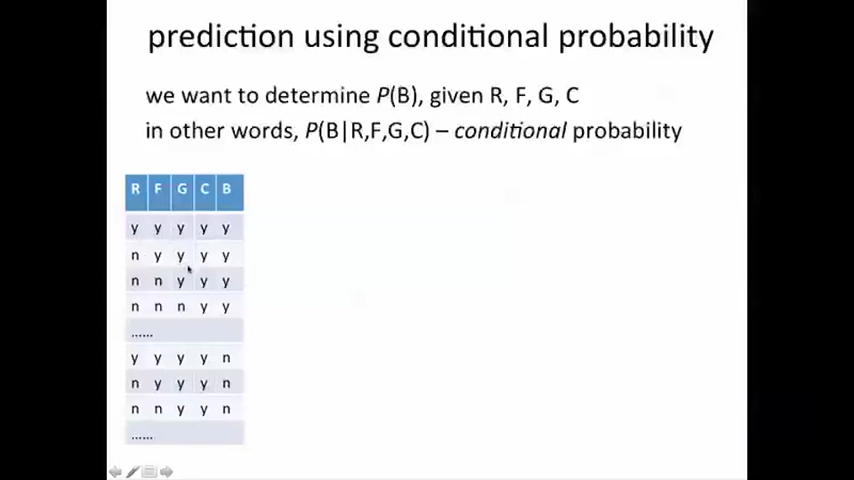 prediction using conditional probability
we want to determine P(B), given R, F, G, C
in other words, P(B|R,F,G,C) – conditional probability
R F G C B
y y y y y
n y y y y
n n y y y
n n n y y
......
y y y y n
n y y y n
n n y y n
......